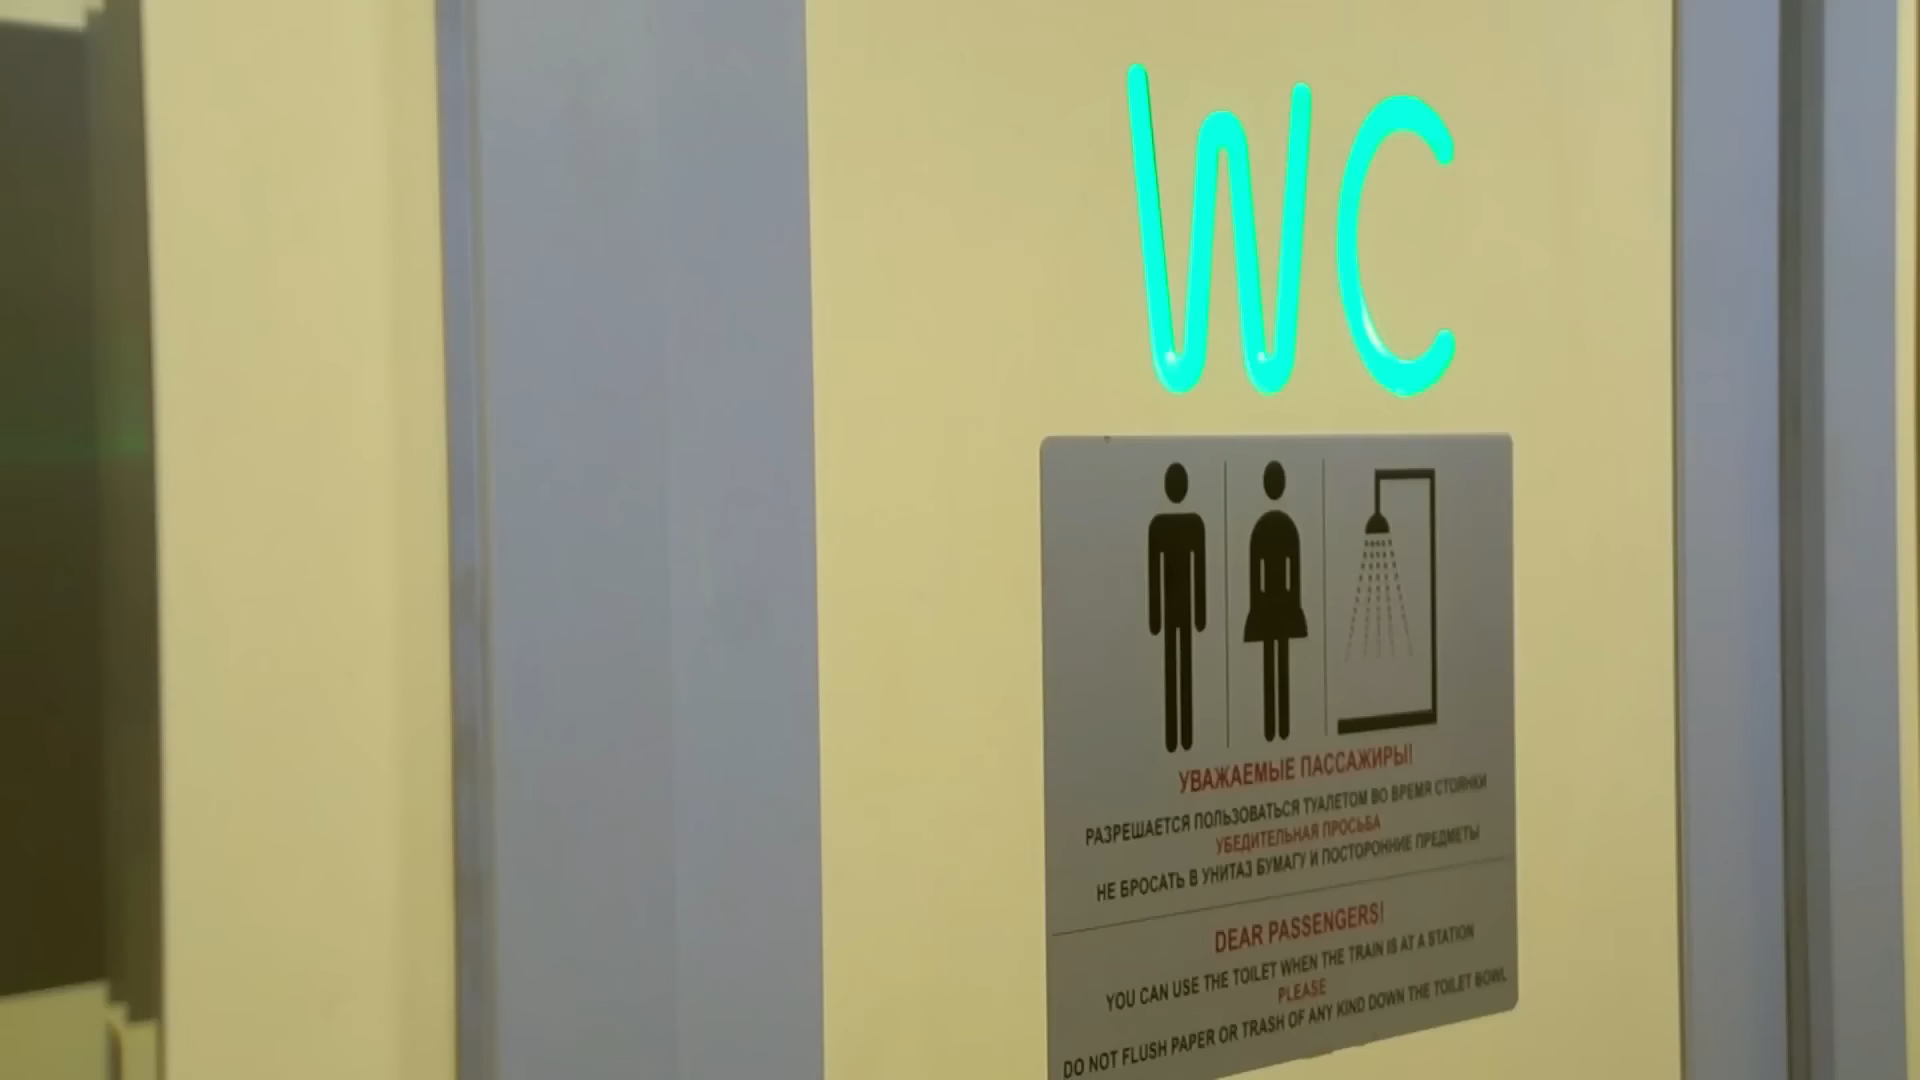 WC
УВАЖАЕМЫЕ ПАССАЖИРЫ!
РАЗРЕШАЕТСЯ ПОЛЬЗОВАТЬСЯ ТУАЛЕТОМ ВО ВРЕМЯ СТОЯНКИ
УБЕДИТЕЛЬНАЯ ПРОСЬБА
НЕ БРОСАТЬ В УНИТАЗ БУМАГУ И ПОСТОРОННИЕ ПРЕДМЕТЫ
DEAR PASSENGERS!
YOU CAN USE THE TOILET WHEN THE TRAIN IS AT A STATION
PLEASE
DO NOT FLUSH PAPER OR TRASH OF ANY KIND DOWN THE TOILET BOWL